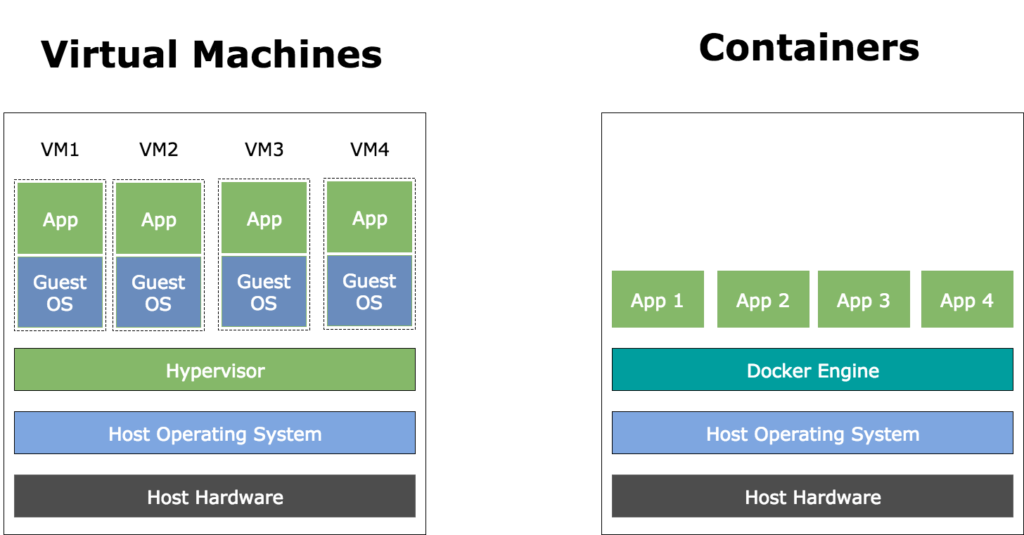 Virtual Machines
VM1
VM2
VM3
VM4
App
App
App
App
Guest
OS
Guest
OS
Guest
OS
Guest
OS
Hypervisor
Host Operating System
Host Hardware
Containers
App 1
App 2
App 3
App 4
Docker Engine
Host Operating System
Host Hardware